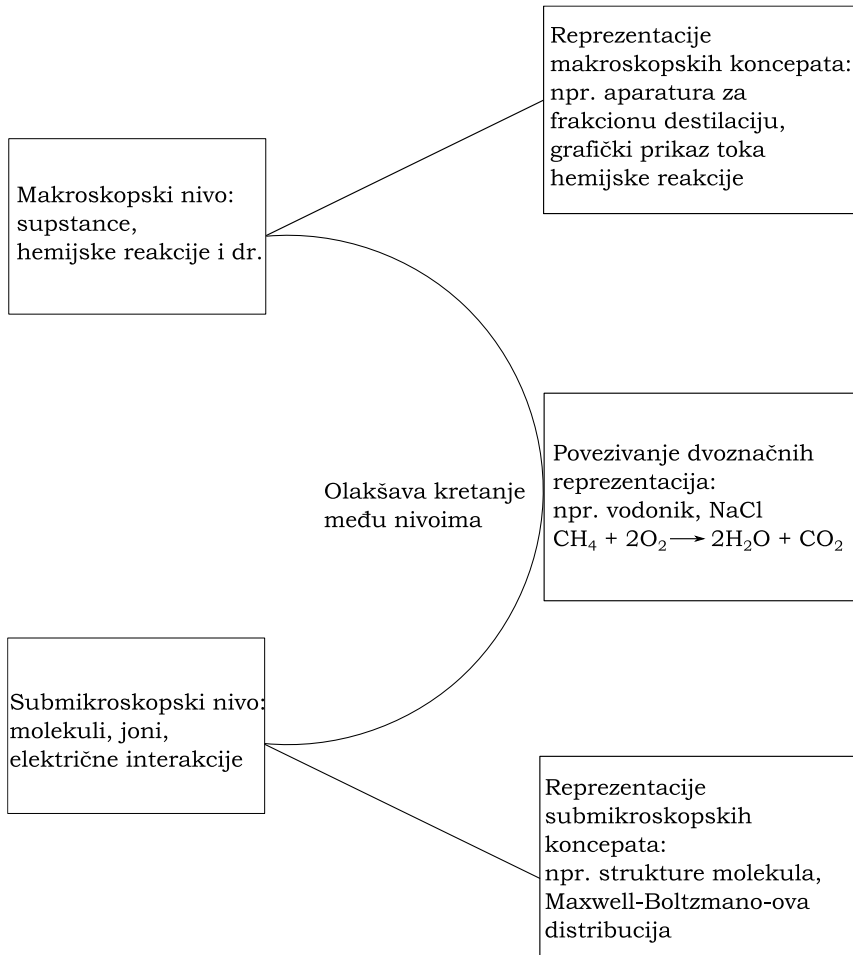 Reprezentacije
makroskopskih koncepata:
npr. aparatura za
frakcionu destilaciju,
grafički prikaz toka
hemijske reakcije
Makroskopski nivo:
supstance,
hemijske reakcije i dr.
Povezivanje dvoznačnih
reprezentacija:
npr. vodonik, NaCl
CH₄ + 2O₂ ⟶ 2H₂O + CO₂
Olakšava kretanje
među nivoima
Submikroskopski nivo:
molekuli, joni,
električne interakcije
Reprezentacije
submikroskopskih
koncepata:
npr. strukture molekula,
Maxwell-Boltzmano-ova
distribucija